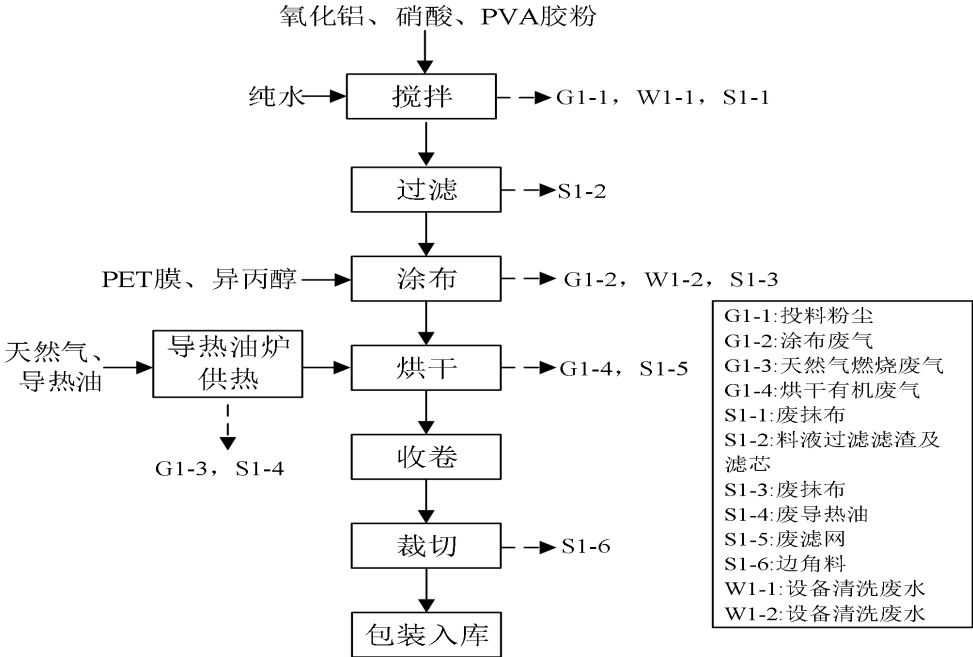 氧化铝、硝酸、PVA胶粉
纯水
搅拌
G1-1，W1-1，S1-1
过滤
S1-2
PET膜、异丙醇
涂布
G1-2，W1-2，S1-3
天然气、
导热油
导热油炉
供热
烘干
G1-4，S1-5
G1-3，S1-4
收卷
裁切
S1-6
包装入库
G1-1:投料粉尘
G1-2:涂布废气
G1-3:天然气燃烧废气
G1-4:烘干有机废气
S1-1:废抹布
S1-2:料液过滤滤渣及
滤芯
S1-3:废抹布
S1-4:废导热油
S1-5:废滤网
S1-6:边角料
W1-1:设备清洗废水
W1-2:设备清洗废水